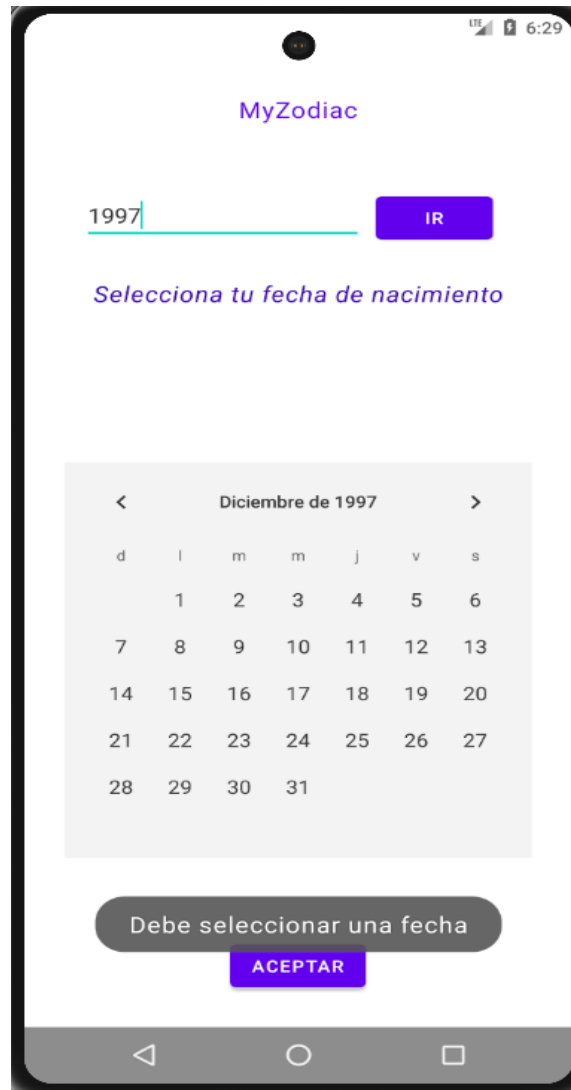 LTE 6:29
MyZodiac
1997
IR
Selecciona tu fecha de nacimiento
< Diciembre de 1997 >
d l m m j v s
1 2 3 4 5 6
7 8 9 10 11 12 13
14 15 16 17 18 19 20
21 22 23 24 25 26 27
28 29 30 31
Debe seleccionar una fecha
ACEPTAR